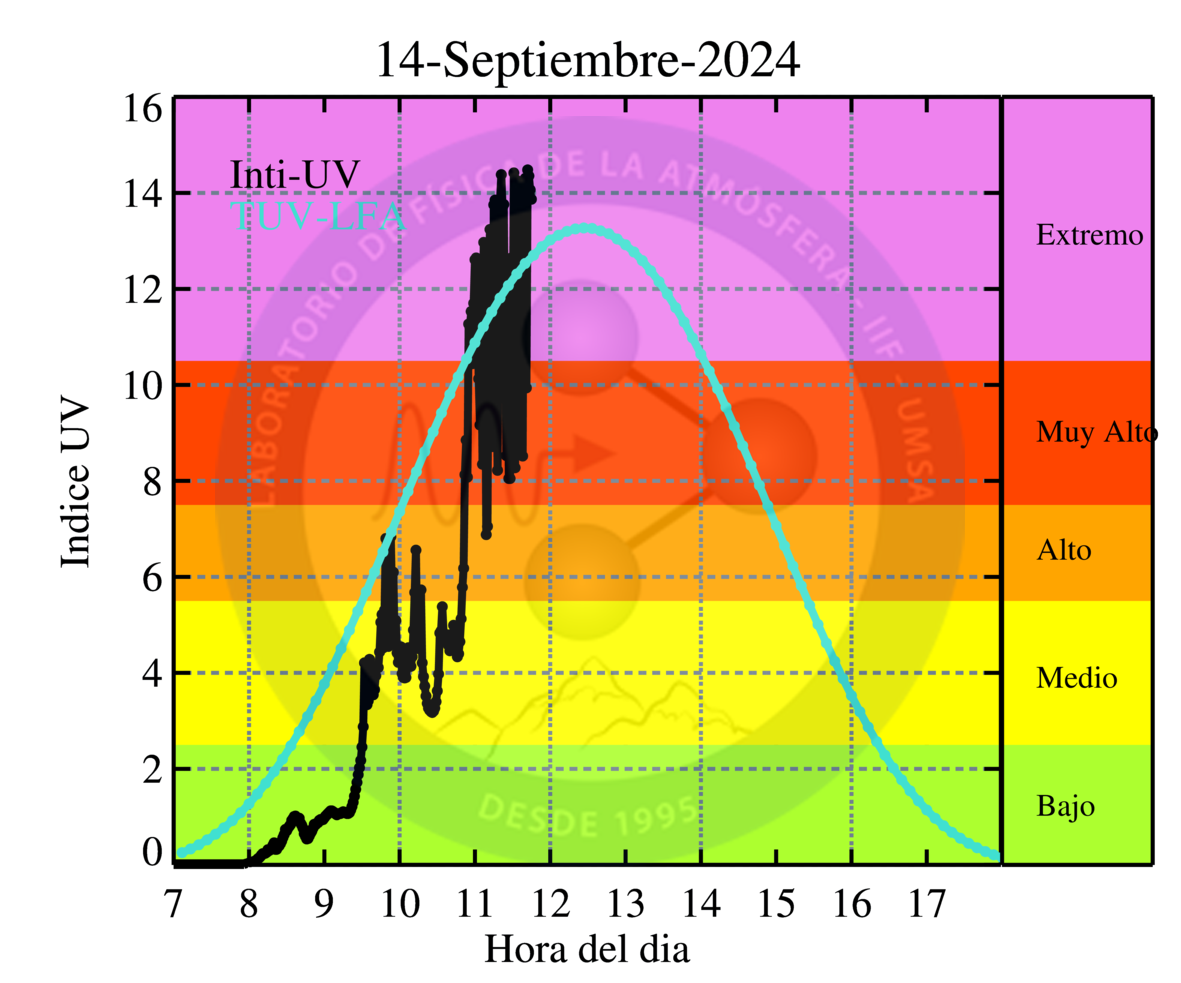 14-Septiembre-2024
16
14
12
10
8
6
4
2
0
Indice UV
Inti-UV
TUV-LFA
LABORATORIO DE FÍSICA DE LA ATMÓSFERA - IIF - UMSA
DESDE 1995
Extremo
Muy Alto
Alto
Medio
Bajo
7 8 9 10 11 12 13 14 15 16 17
Hora del dia